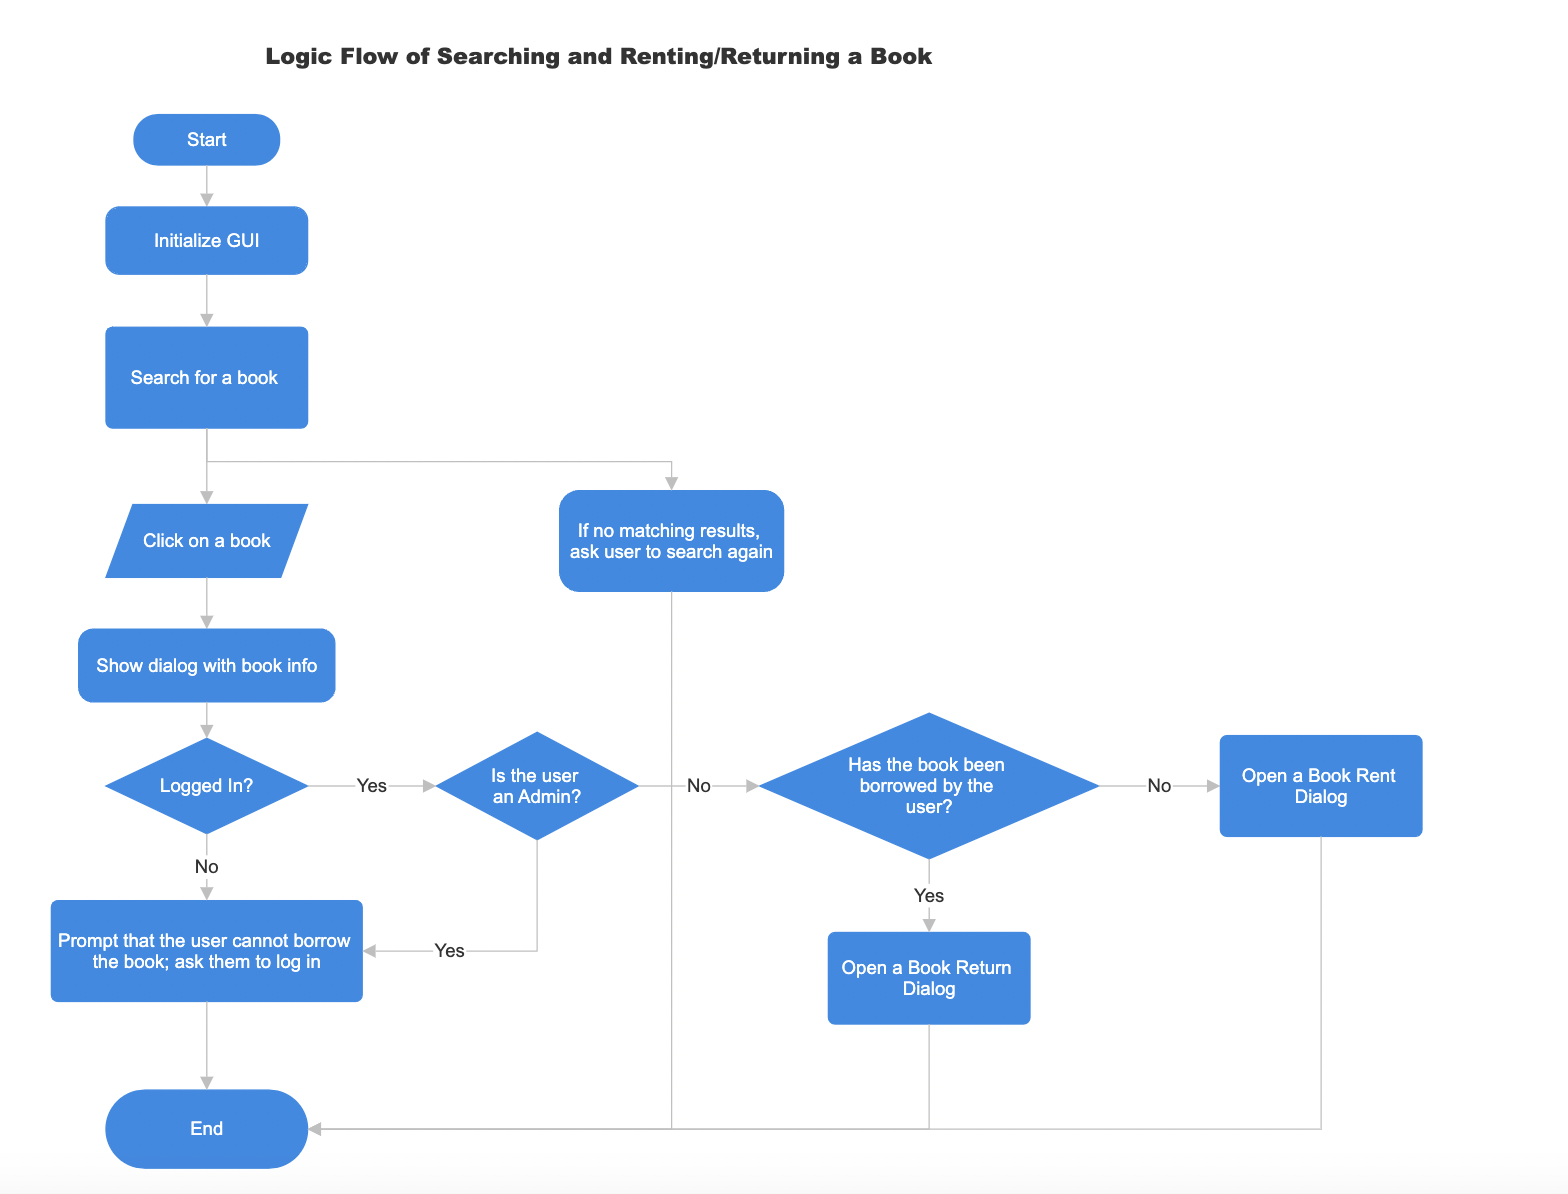 Logic Flow of Searching and Renting/Returning a Book
Start
Initialize GUI
Search for a book
Click on a book
If no matching results,
ask user to search again
Show dialog with book info
Logged In?
Yes
Is the user
an Admin?
No
Has the book been
borrowed by the
user?
No
Open a Book Rent
Dialog
No
Yes
Prompt that the user cannot borrow
the book; ask them to log in
Yes
Open a Book Return
Dialog
End